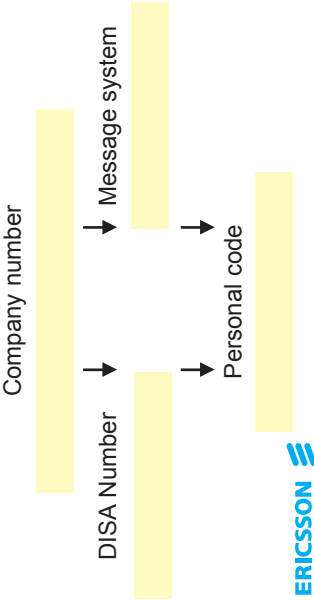 Company number
DISA Number
Message system
Personal code
ERICSSON